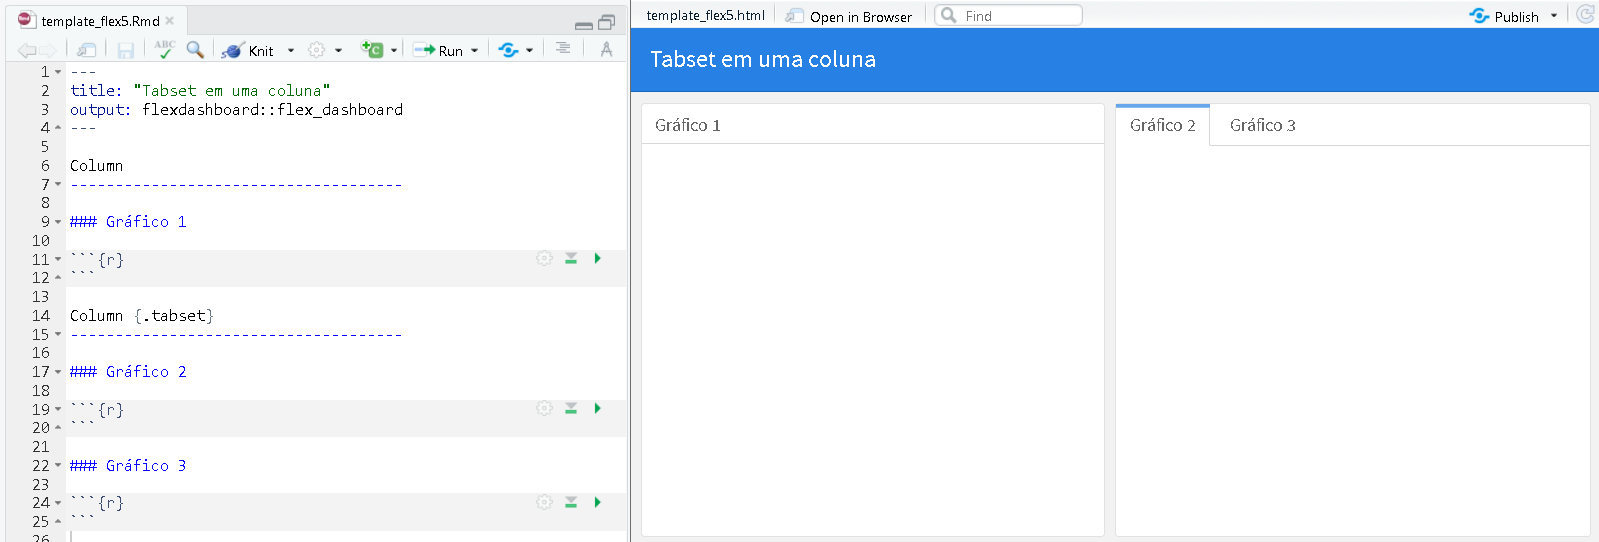 template_flex5.Rmd
ABC
Knit
Run
1 ---
2 title: "Tabset em uma coluna"
3 output: flexdashboard::flex_dashboard
4 ---
5
6 Column
7 -------------------------------------
8
9 ### Gráfico 1
10
11 ```{r}
12 ```
13
14 Column {.tabset}
15 -------------------------------------
16
17 ### Gráfico 2
18
19 ```{r}
20 ```
21
22 ### Gráfico 3
23
24 ```{r}
25 ```
26
template_flex5.html
Open in Browser
Find
Publish
Tabset em uma coluna
Gráfico 1
Gráfico 2
Gráfico 3